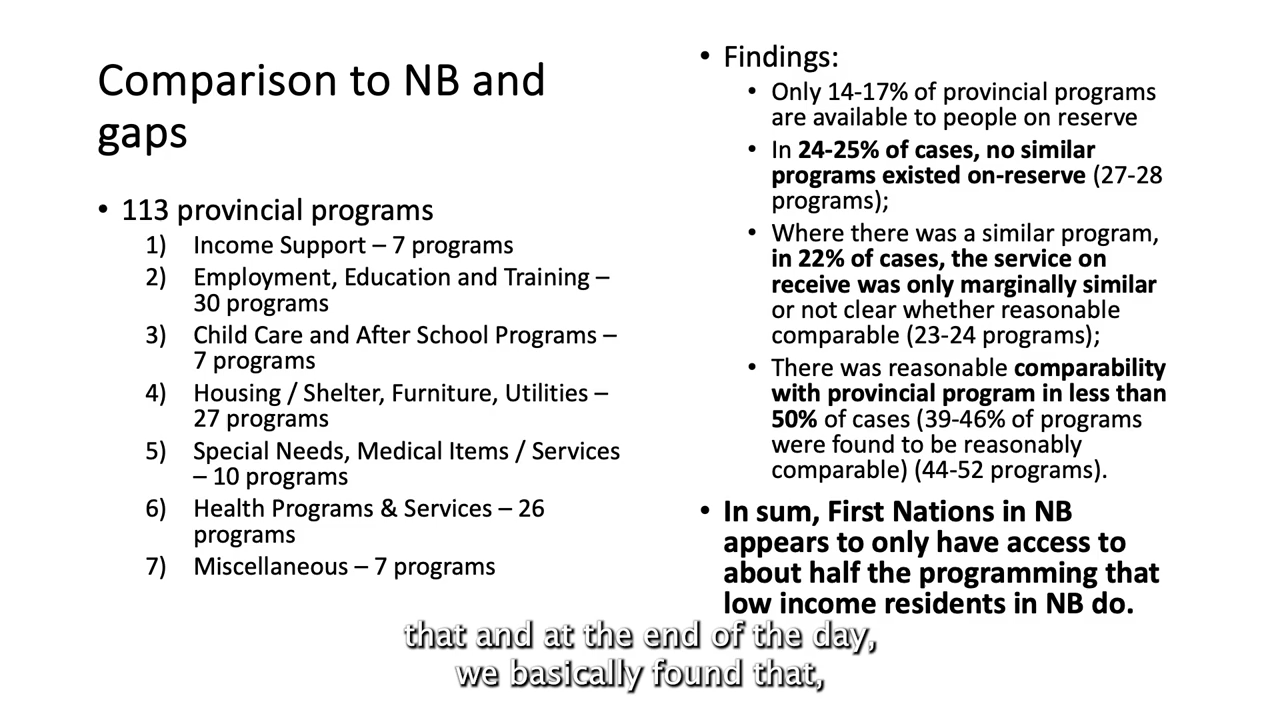 Comparison to NB and
gaps
• 113 provincial programs
1) Income Support – 7 programs
2) Employment, Education and Training –
30 programs
3) Child Care and After School Programs –
7 programs
4) Housing / Shelter, Furniture, Utilities –
27 programs
5) Special Needs, Medical Items / Services
– 10 programs
6) Health Programs & Services – 26
programs
7) Miscellaneous – 7 programs
• Findings:
• Only 14-17% of provincial programs
are available to people on reserve
• In 24-25% of cases, no similar
programs existed on-reserve (27-28
programs);
• Where there was a similar program,
in 22% of cases, the service on
receive was only marginally similar
or not clear whether reasonable
comparable (23-24 programs);
• There was reasonable comparability
with provincial program in less than
50% of cases (39-46% of programs
were found to be reasonably
comparable) (44-52 programs).
• In sum, First Nations in NB
appears to only have access to
about half the programming that
low income residents in NB do.
that and at the end of the day,
we basically found that,